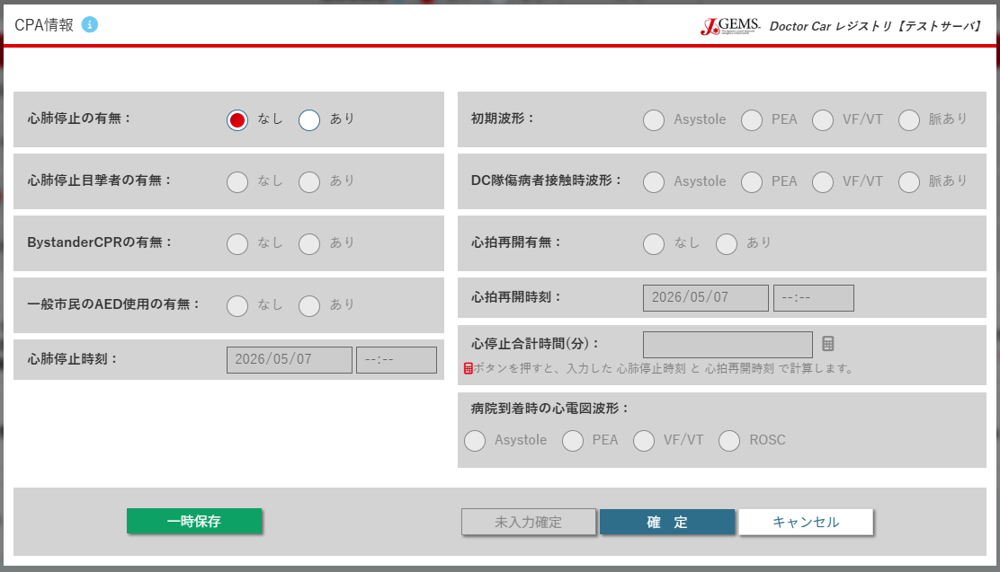 CPA情報 i
J-GEMS Doctor Car レジストリ【テストサーバ】
心肺停止の有無： なし あり
心肺停止目撃者の有無： なし あり
BystanderCPRの有無： なし あり
一般市民のAED使用の有無： なし あり
心肺停止時刻： 2026/05/07 --:--
初期波形： Asystole PEA VF/VT 脈あり
DC隊傷病者接触時波形： Asystole PEA VF/VT 脈あり
心拍再開有無： なし あり
心拍再開時刻： 2026/05/07 --:--
心停止合計時間(分)：
ボタンを押すと、入力した 心肺停止時刻 と 心拍再開時刻 で計算します。
病院到着時の心電図波形：
Asystole PEA VF/VT ROSC
一時保存 未入力確定 確　定 キャンセル